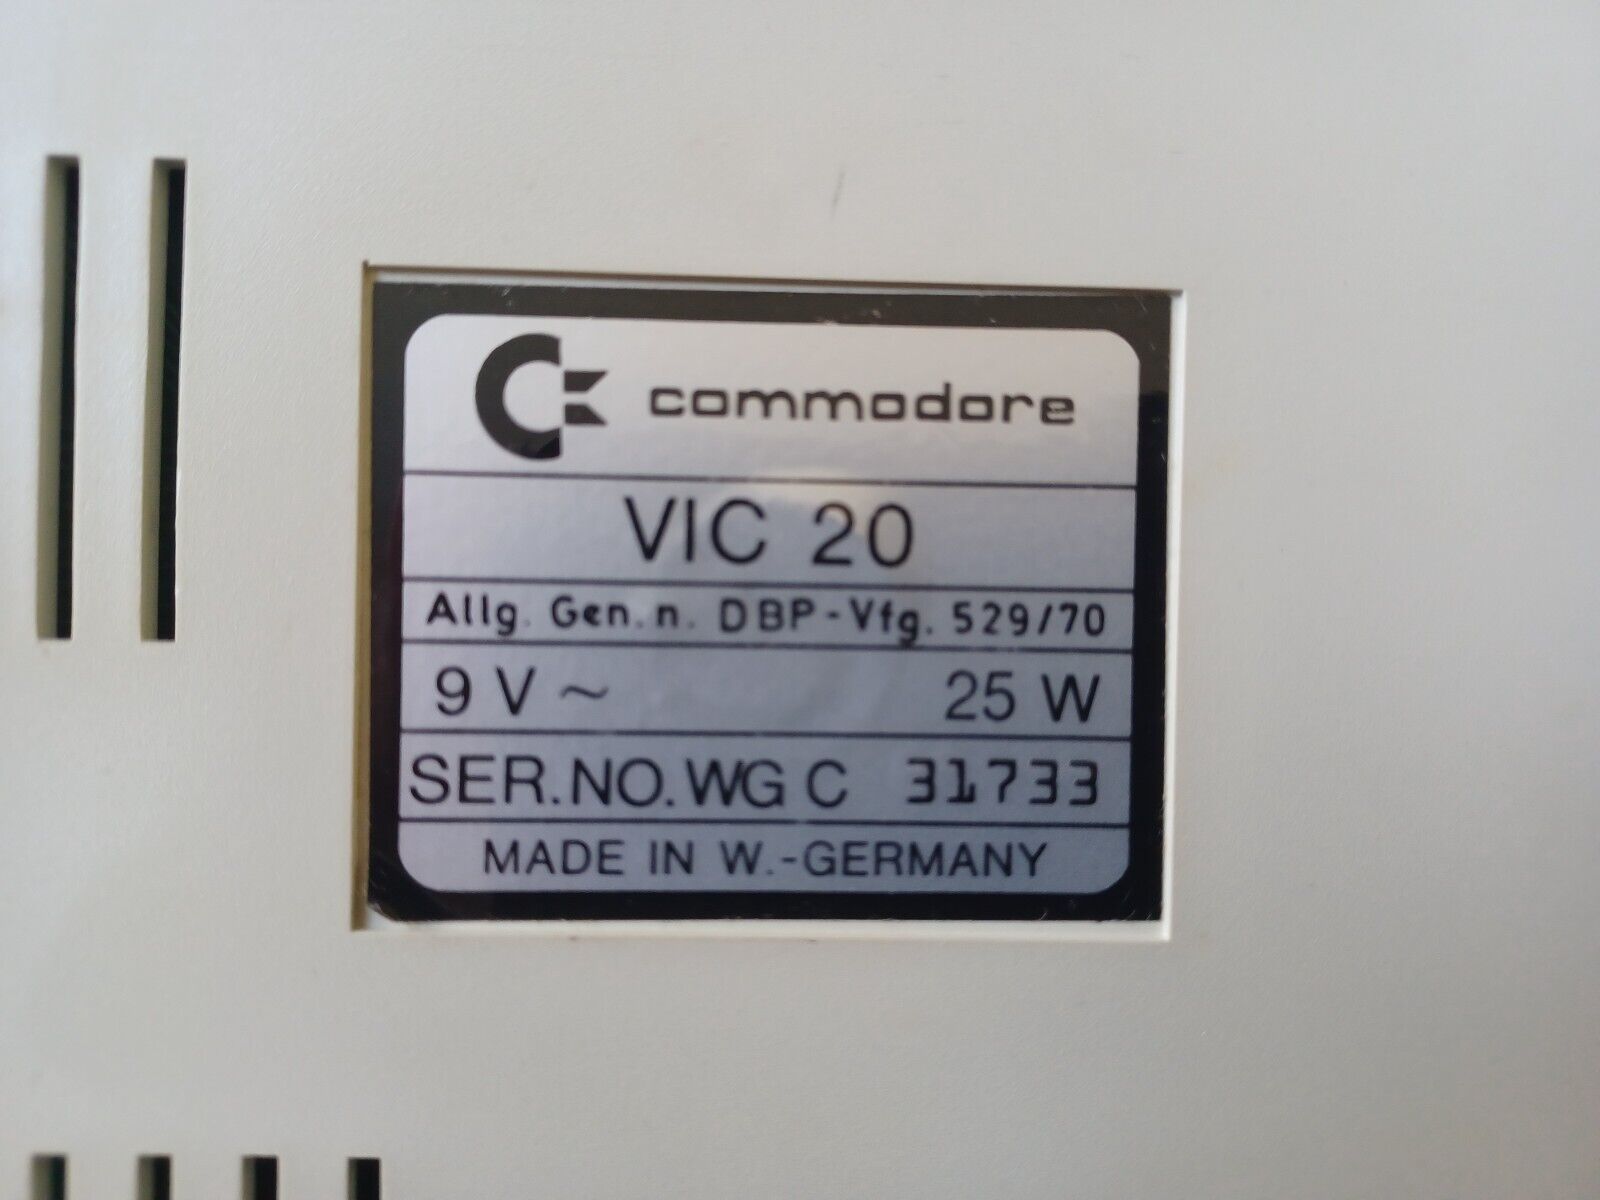 commodore
VIC 20
Allg. Gen. n. DBP-Vfg. 529/70
9 V ~ 25 W
SER.NO.WG C 31733
MADE IN W.-GERMANY